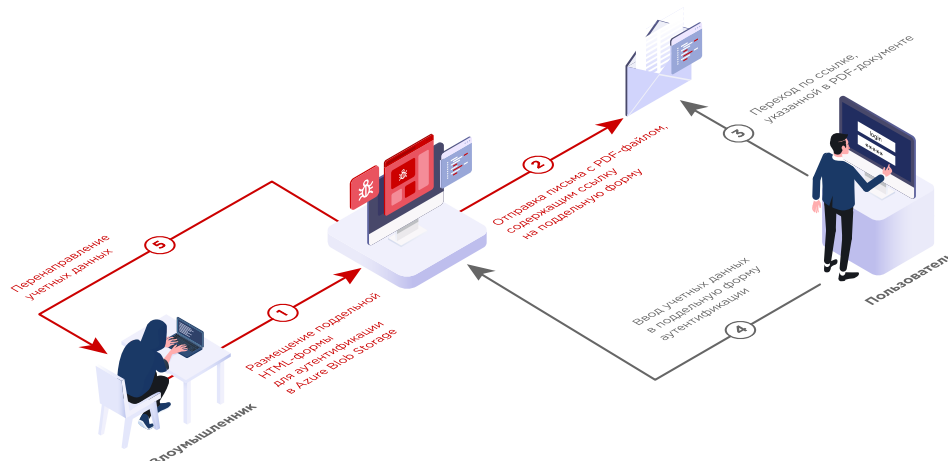 Переход по ссылке,
указанной в PDF-документе
3
login
*****
2
Отправка письма с PDF-файлом,
содержащим ссылку
на поддельную форму
5
Перенаправление
учетных данных
1
Размещение поддельной
HTML-формы
для аутентификации
в Azure Blob Storage
Ввод учетных данных
в поддельную форму
аутентификации
4
Пользователь
Злоумышленник